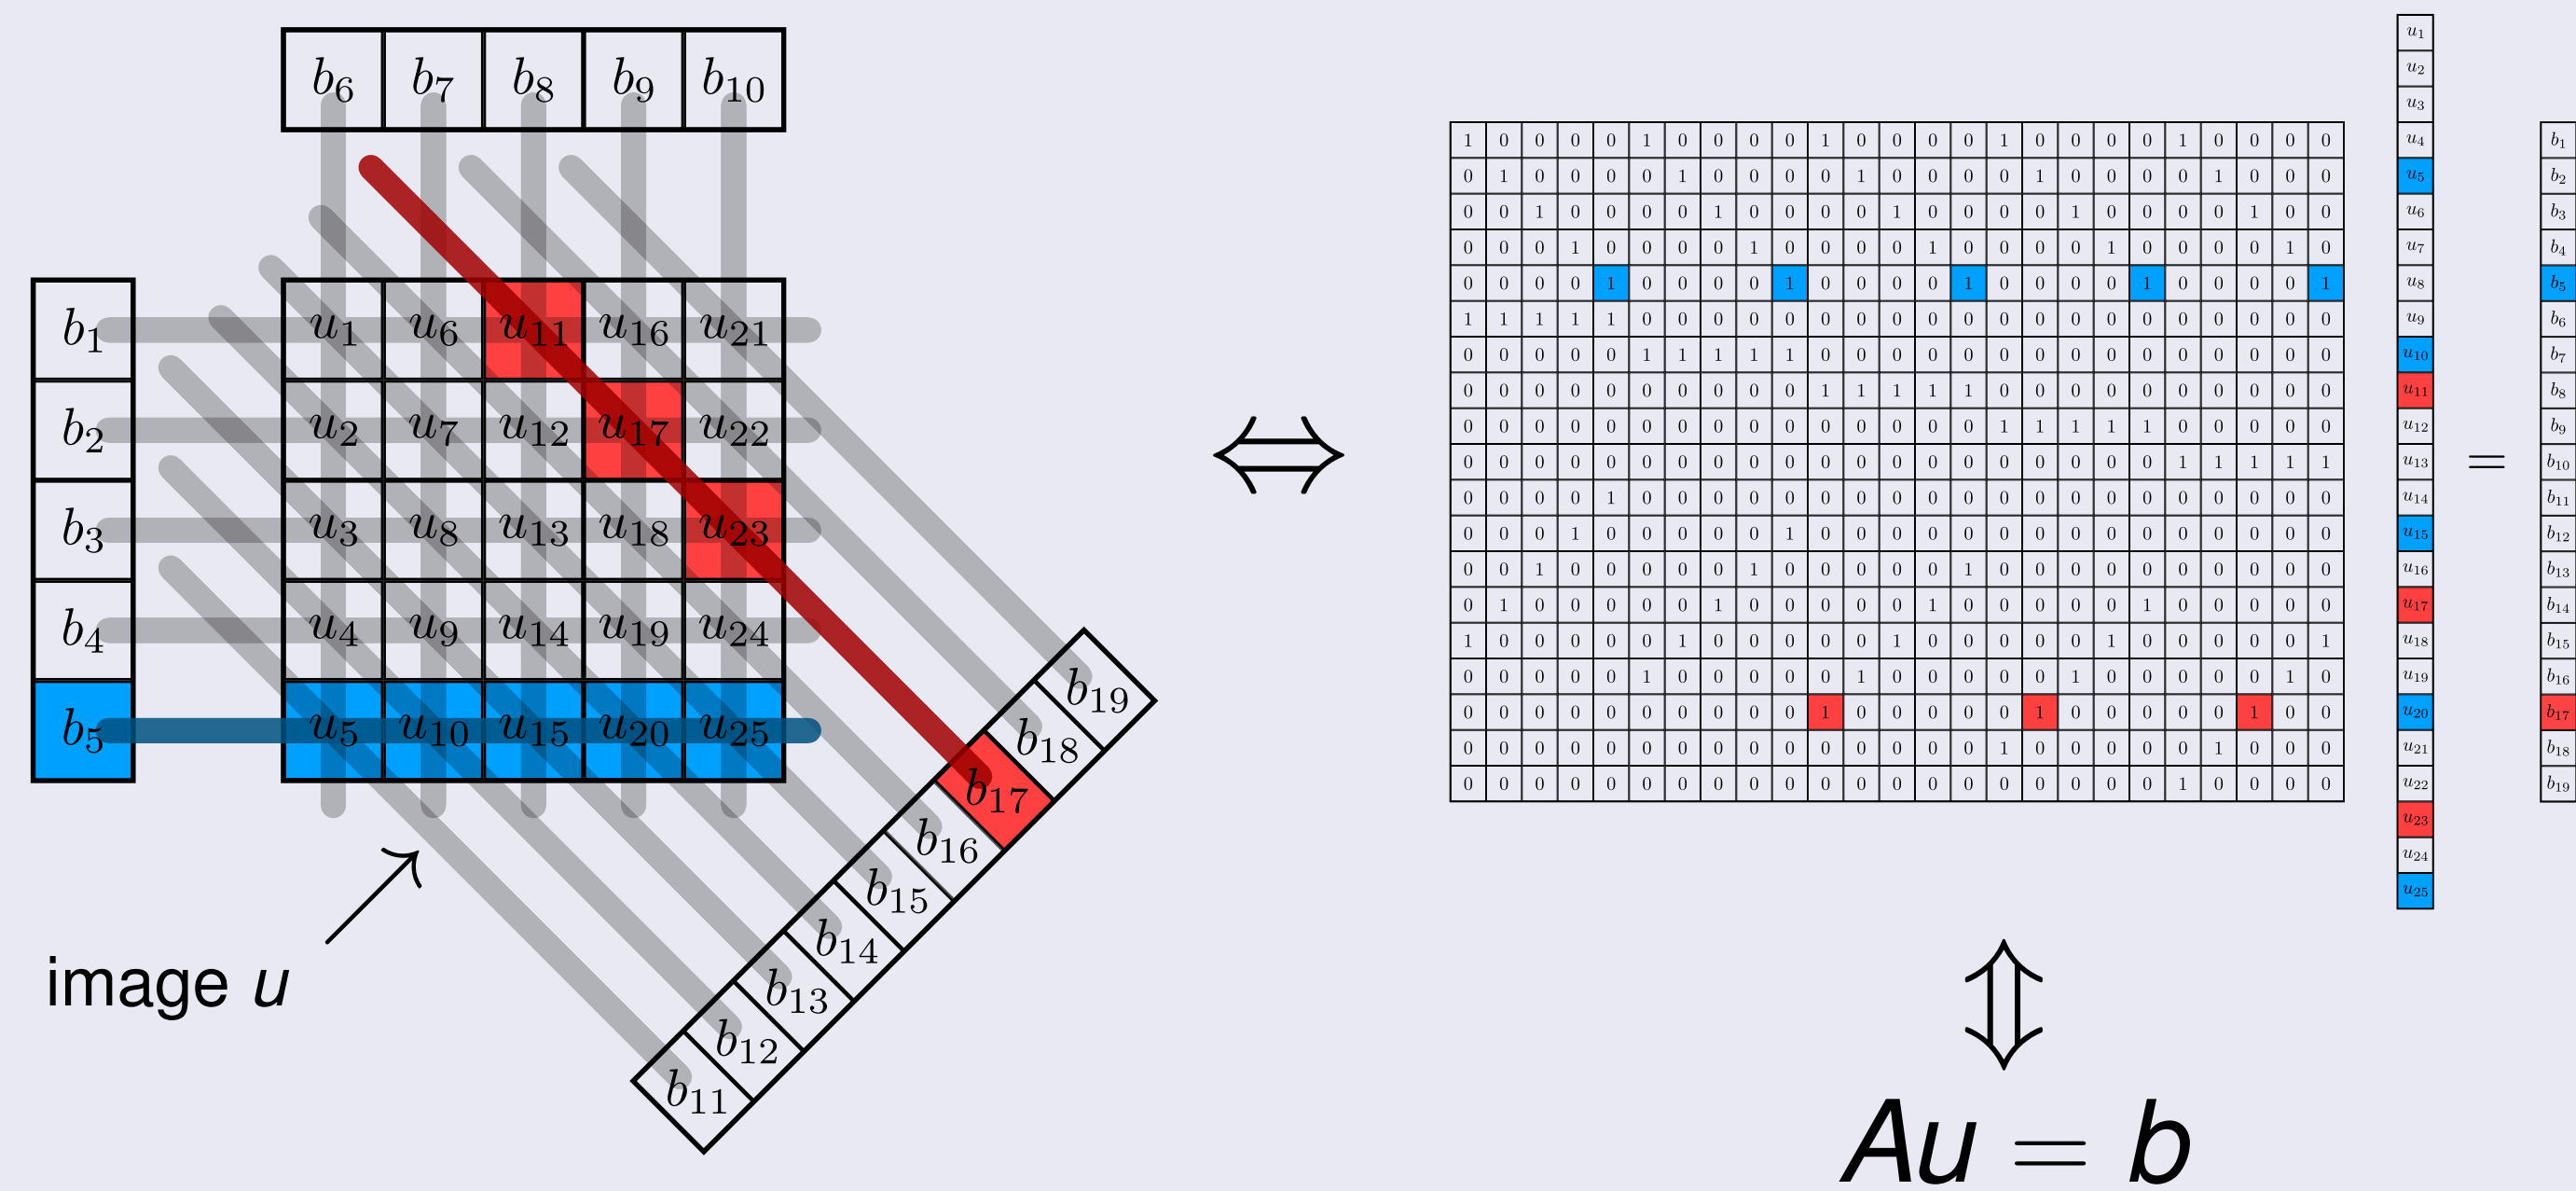 b₆ b₇ b₈ b₉ b₁₀
b₁ u₁ u₆ u₁₁ u₁₆ u₂₁
b₂ u₂ u₇ u₁₂ u₁₇ u₂₂
b₃ u₃ u₈ u₁₃ u₁₈ u₂₃
b₄ u₄ u₉ u₁₄ u₁₉ u₂₄
b₅ u₅ u₁₀ u₁₅ u₂₀ u₂₅
b₁₉
b₁₈
b₁₇
b₁₆
b₁₅
b₁₄
b₁₃
b₁₂
b₁₁
image u
⇔
1 0 0 0 0 1 0 0 0 0 1 0 0 0 0 1 0 0 0 0 1 0 0 0 0
0 1 0 0 0 0 1 0 0 0 0 1 0 0 0 0 1 0 0 0 0 1 0 0 0
0 0 1 0 0 0 0 1 0 0 0 0 1 0 0 0 0 1 0 0 0 0 1 0 0
0 0 0 1 0 0 0 0 1 0 0 0 0 1 0 0 0 0 1 0 0 0 0 1 0
0 0 0 0 1 0 0 0 0 1 0 0 0 0 1 0 0 0 0 1 0 0 0 0 1
1 1 1 1 1 0 0 0 0 0 0 0 0 0 0 0 0 0 0 0 0 0 0 0 0
0 0 0 0 0 1 1 1 1 1 0 0 0 0 0 0 0 0 0 0 0 0 0 0 0
0 0 0 0 0 0 0 0 0 0 1 1 1 1 1 0 0 0 0 0 0 0 0 0 0
0 0 0 0 0 0 0 0 0 0 0 0 0 0 0 1 1 1 1 1 0 0 0 0 0
0 0 0 0 0 0 0 0 0 0 0 0 0 0 0 0 0 0 0 0 1 1 1 1 1
0 0 0 0 1 0 0 0 0 0 0 0 0 0 0 0 0 0 0 0 0 0 0 0 0
0 0 0 1 0 0 0 0 0 1 0 0 0 0 0 0 0 0 0 0 0 0 0 0 0
0 0 1 0 0 0 0 0 1 0 0 0 0 0 1 0 0 0 0 0 0 0 0 0 0
0 1 0 0 0 0 0 1 0 0 0 0 0 1 0 0 0 0 0 1 0 0 0 0 0
1 0 0 0 0 0 1 0 0 0 0 0 1 0 0 0 0 0 1 0 0 0 0 0 1
0 0 0 0 0 1 0 0 0 0 0 1 0 0 0 0 0 1 0 0 0 0 0 1 0
0 0 0 0 0 0 0 0 0 0 1 0 0 0 0 0 1 0 0 0 0 0 1 0 0
0 0 0 0 0 0 0 0 0 0 0 0 0 0 0 1 0 0 0 0 0 1 0 0 0
0 0 0 0 0 0 0 0 0 0 0 0 0 0 0 0 0 0 0 0 1 0 0 0 0
u₁
u₂
u₃
u₄
u₅
u₆
u₇
u₈
u₉
u₁₀
u₁₁
u₁₂
u₁₃
u₁₄
u₁₅
u₁₆
u₁₇
u₁₈
u₁₉
u₂₀
u₂₁
u₂₂
u₂₃
u₂₄
u₂₅
=
b₁
b₂
b₃
b₄
b₅
b₆
b₇
b₈
b�9
b₁₀
b₁₁
b₁₂
b₁₃
b₁₄
b₁₅
b₁₆
b₁₇
b₁₈
b₁₉
⇕
Au = b